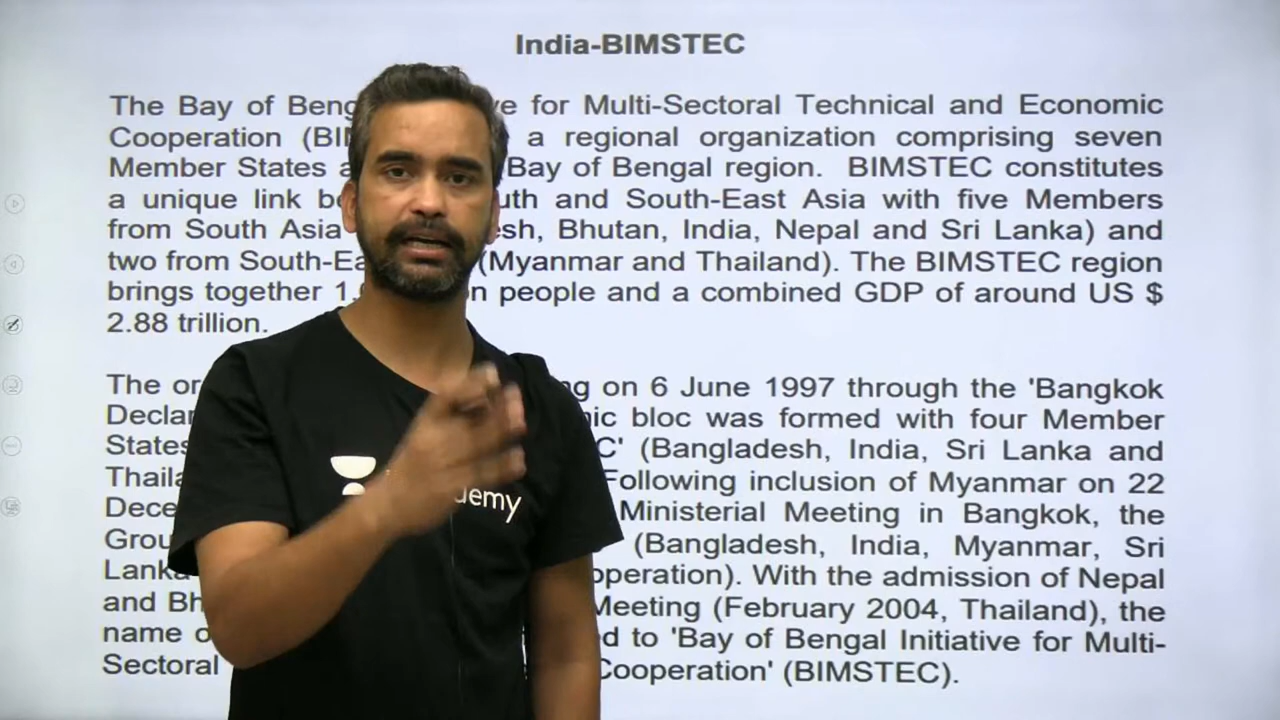 India-BIMSTEC
The Bay of Beng ve for Multi-Sectoral Technical and Economic
Cooperation (BI a regional organization comprising seven
Member States a Bay of Bengal region. BIMSTEC constitutes
a unique link be uth and South-East Asia with five Members
from South Asia esh, Bhutan, India, Nepal and Sri Lanka) and
two from South-Ea (Myanmar and Thailand). The BIMSTEC region
brings together 1. n people and a combined GDP of around US $
2.88 trillion.
The or ng on 6 June 1997 through the 'Bangkok
Declar ic bloc was formed with four Member
States C' (Bangladesh, India, Sri Lanka and
Thaila Following inclusion of Myanmar on 22
Dece Ministerial Meeting in Bangkok, the
Grou (Bangladesh, India, Myanmar, Sri
Lanka operation). With the admission of Nepal
and Bh Meeting (February 2004, Thailand), the
name o d to 'Bay of Bengal Initiative for Multi-
Sectoral Cooperation' (BIMSTEC).
demy